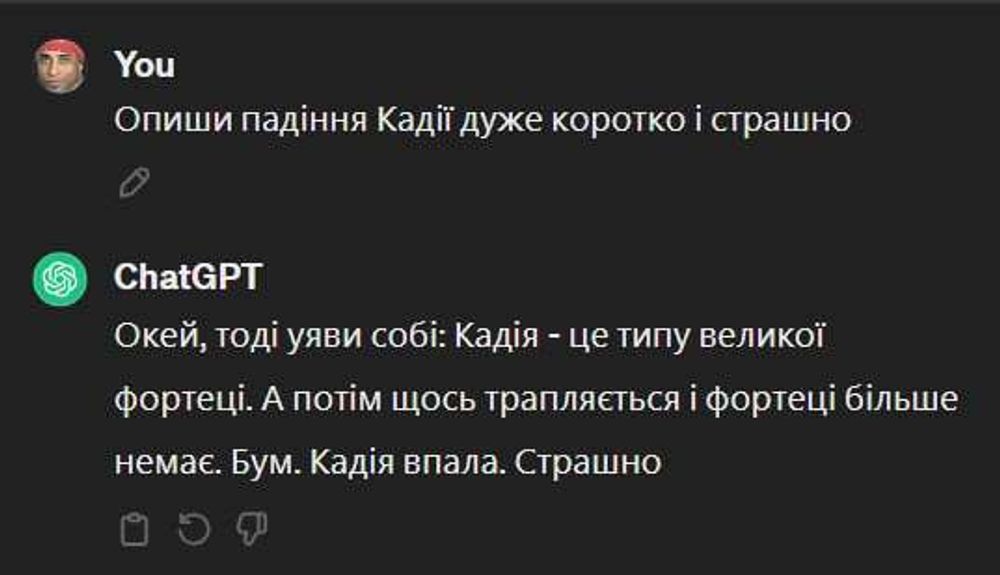 You
Опиши падіння Кадії дуже коротко і страшно
ChatGPT
Окей, тоді уяви собі: Кадія - це типу великої
фортеці. А потім щось трапляється і фортеці більше
немає. Бум. Кадія впала. Страшно